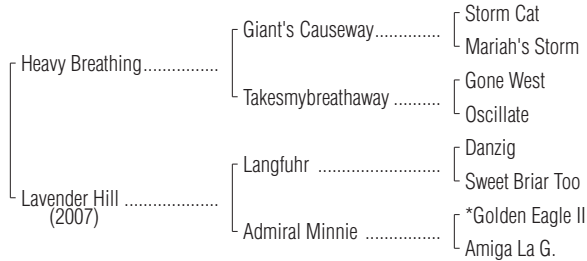 Storm Cat
Giant's Causeway..............
Mariah's Storm
Heavy Breathing................
Gone West
Takesmybreathaway ..........
Oscillate
Danzig
Langfuhr ........................
Sweet Briar Too
Lavender Hill ....................
(2007)
*Golden Eagle II
Admiral Minnie ................
Amiga La G.